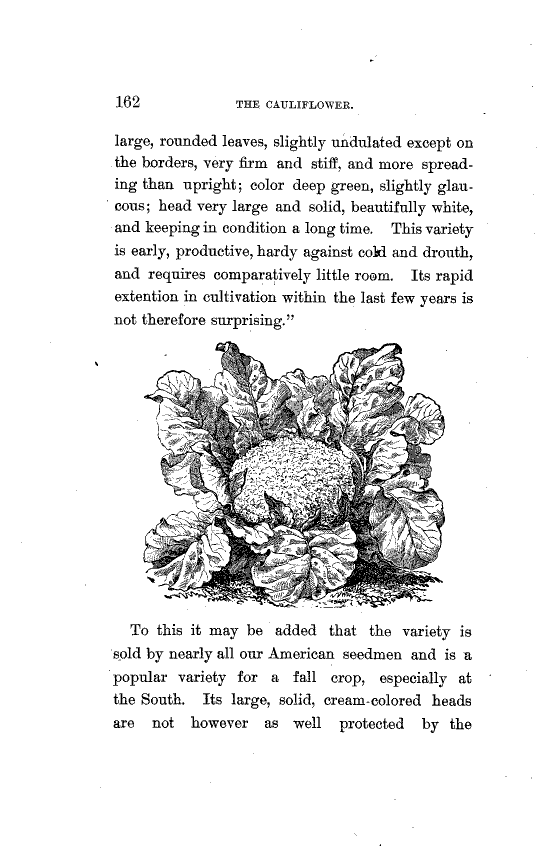 162 THE CAULIFLOWER.
large, rounded leaves, slightly undulated except on
the borders, very firm and stiff, and more spread-
ing than upright; color deep green, slightly glau-
cous; head very large and solid, beautifully white,
and keeping in condition a long time. This variety
is early, productive, hardy against cold and drouth,
and requires comparatively little room. Its rapid
extention in cultivation within the last few years is
not therefore surprising."
To this it may be added that the variety is
sold by nearly all our American seedmen and is a
popular variety for a fall crop, especially at
the South. Its large, solid, cream-colored heads
are not however as well protected by the